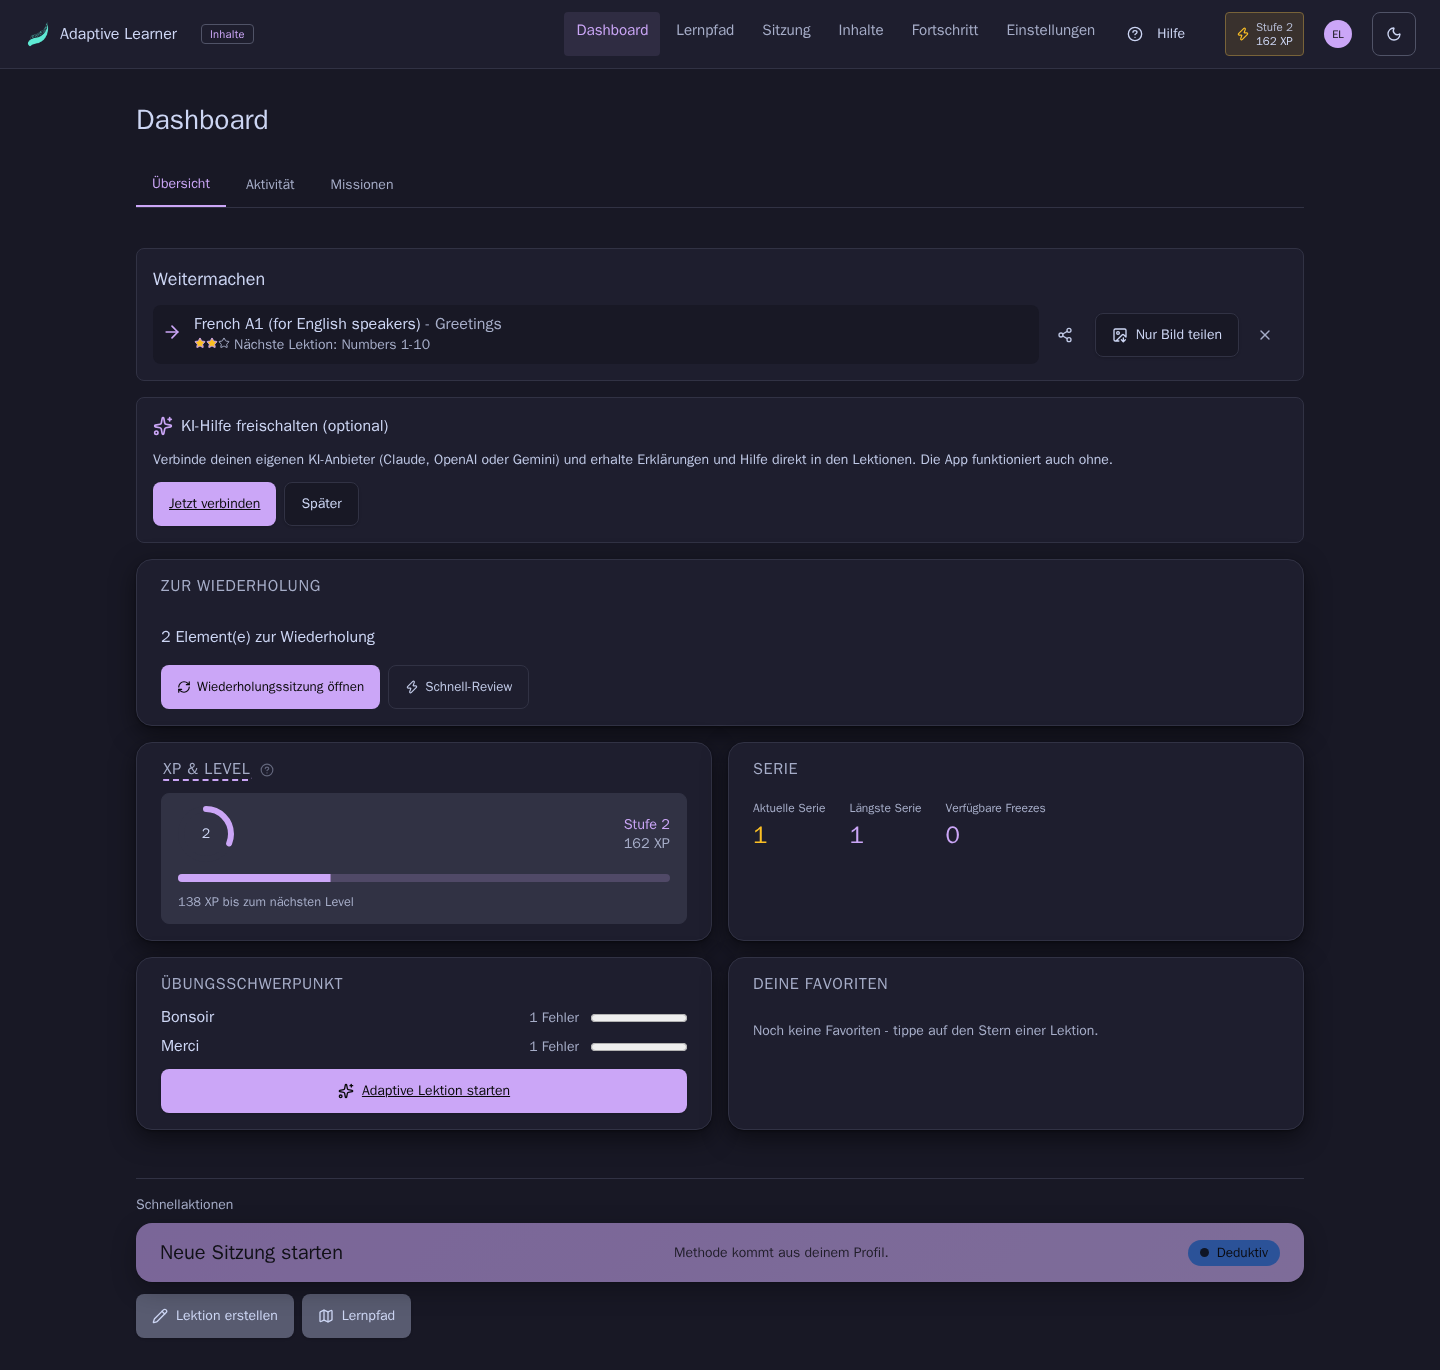 Adaptive Learner
Inhalte
Dashboard
Lernpfad
Sitzung
Inhalte
Fortschritt
Einstellungen
Hilfe
Stufe 2
162 XP
EL
Dashboard
Übersicht
Aktivität
Missionen
Weitermachen
French A1 (for English speakers) - Greetings
Nächste Lektion: Numbers 1-10
Nur Bild teilen
KI-Hilfe freischalten (optional)
Verbinde deinen eigenen KI-Anbieter (Claude, OpenAI oder Gemini) und erhalte Erklärungen und Hilfe direkt in den Lektionen. Die App funktioniert auch ohne.
Jetzt verbinden
Später
ZUR WIEDERHOLUNG
2 Element(e) zur Wiederholung
Wiederholungssitzung öffnen
Schnell-Review
XP & LEVEL
2
Stufe 2
162 XP
138 XP bis zum nächsten Level
SERIE
Aktuelle Serie
1
Längste Serie
1
Verfügbare Freezes
0
ÜBUNGSSCHWERPUNKT
Bonsoir
1 Fehler
Merci
1 Fehler
Adaptive Lektion starten
DEINE FAVORITEN
Noch keine Favoriten - tippe auf den Stern einer Lektion.
Schnellaktionen
Neue Sitzung starten
Methode kommt aus deinem Profil.
Deduktiv
Lektion erstellen
Lernpfad